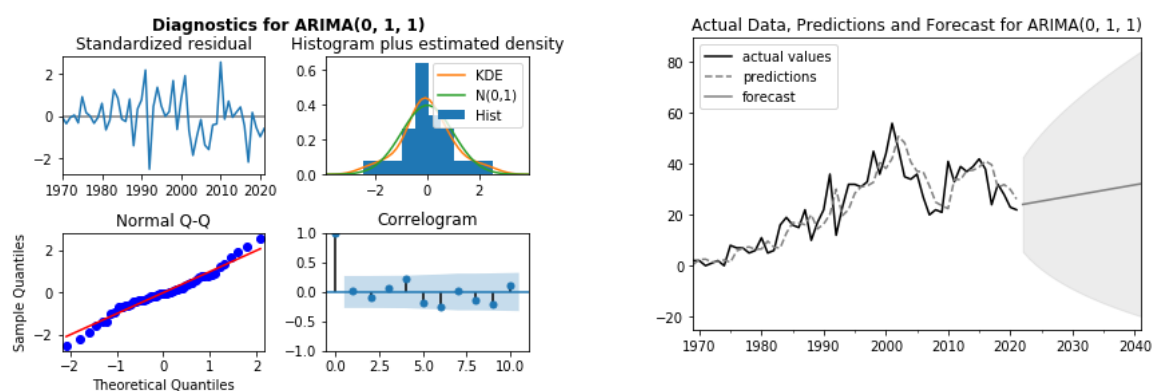 Diagnostics for ARIMA(0, 1, 1)
Standardized residual
2
0
−2
1970 1980 1990 2000 2010 2020
Histogram plus estimated density
KDE
N(0,1)
Hist
0.6
0.4
0.2
0.0
−2 0 2
Normal Q-Q
Sample Quantiles
2
0
−2
−2 −1 0 1 2
Theoretical Quantiles
Correlogram
1.0
0.5
0.0
−0.5
−1.0
0.0 2.5 5.0 7.5 10.0
Actual Data, Predictions and Forecast for ARIMA(0, 1, 1)
actual values
predictions
forecast
80
60
40
20
0
−20
1970 1980 1990 2000 2010 2020 2030 2040